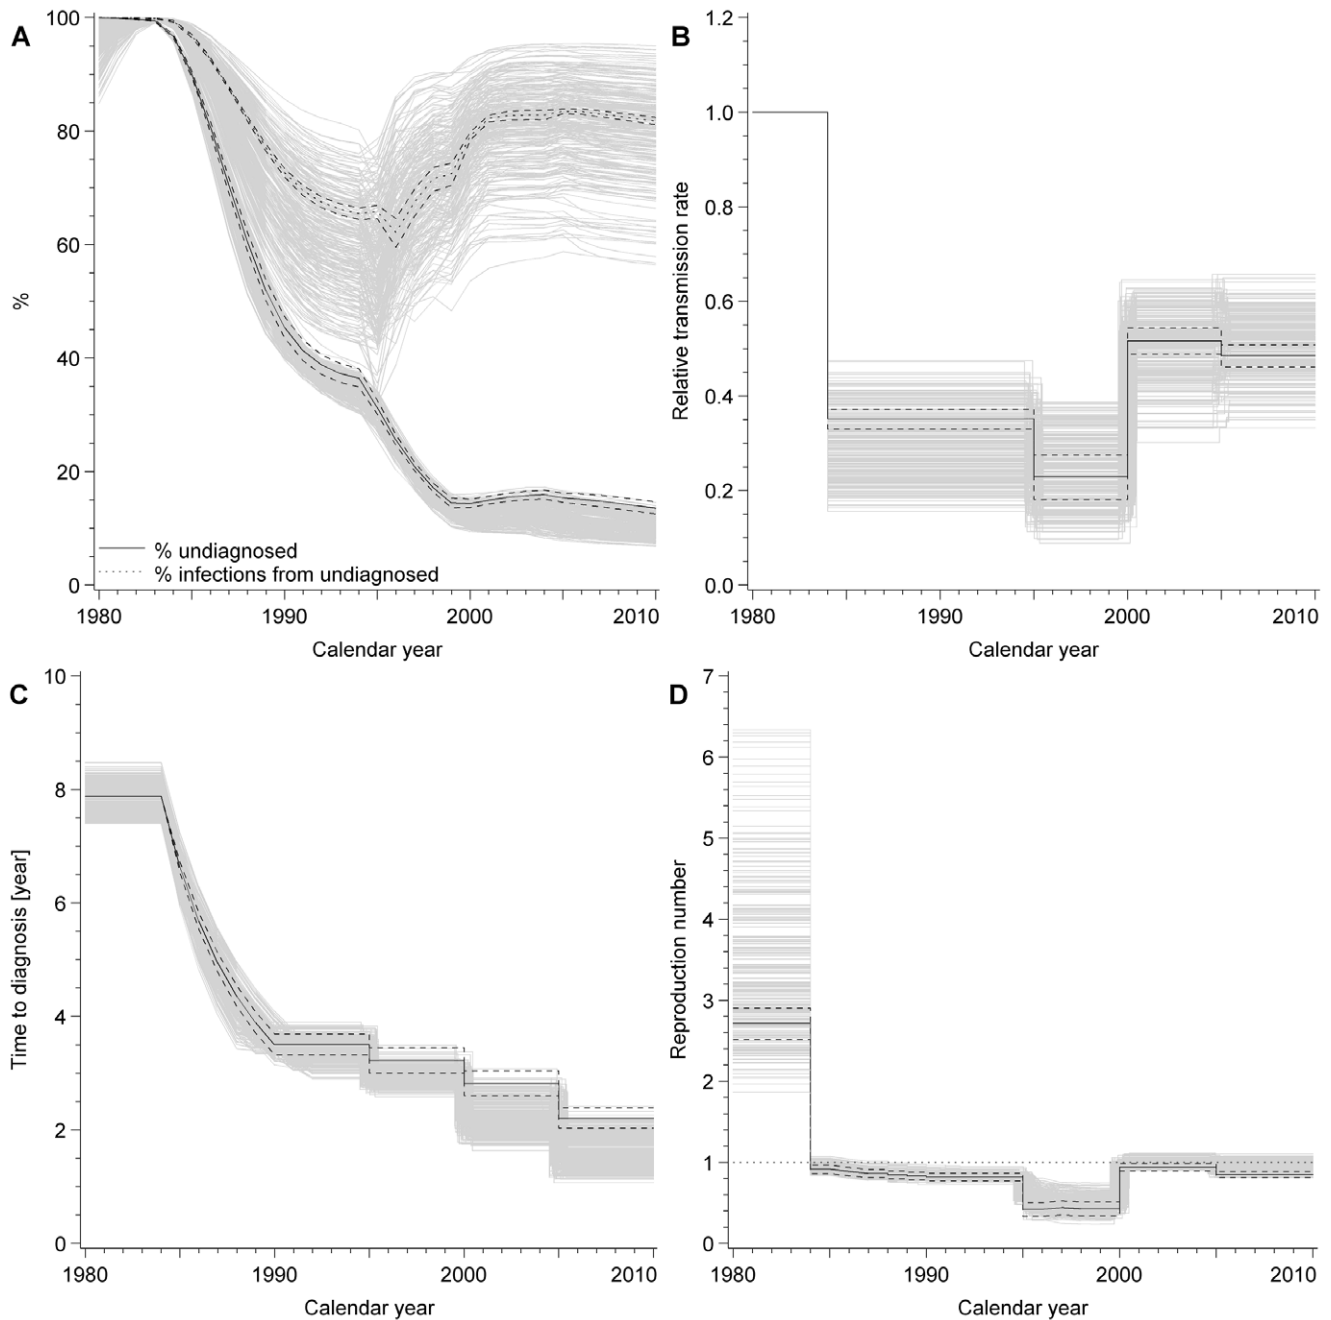 A
%
100
80
60
40
20
0
% undiagnosed
% infections from undiagnosed
1980 1990 2000 2010
Calendar year
B
Relative transmission rate
1.2
1.0
0.8
0.6
0.4
0.2
0.0
1980 1990 2000 2010
Calendar year
C
Time to diagnosis [year]
10
8
6
4
2
0
1980 1990 2000 2010
Calendar year
D
Reproduction number
7
6
5
4
3
2
1
0
1980 1990 2000 2010
Calendar year